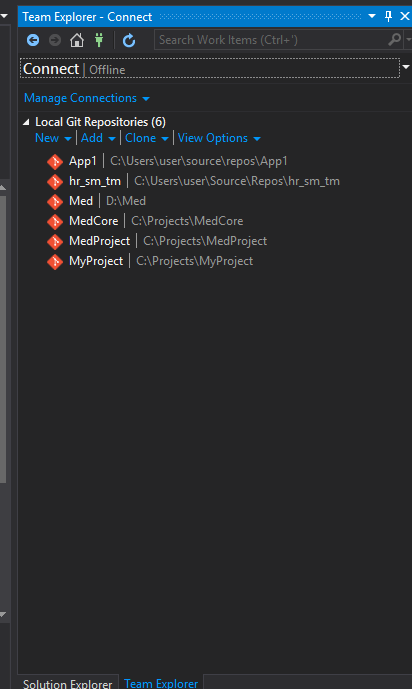 Team Explorer - Connect
Search Work Items (Ctrl+')
Connect | Offline
Manage Connections
Local Git Repositories (6)
New | Add | Clone | View Options
App1 | C:\Users\user\source\repos\App1
hr_sm_tm | C:\Users\user\Source\Repos\hr_sm_tm
Med | D:\Med
MedCore | C:\Projects\MedCore
MedProject | C:\Projects\MedProject
MyProject | C:\Projects\MyProject
Solution Explorer Team Explorer